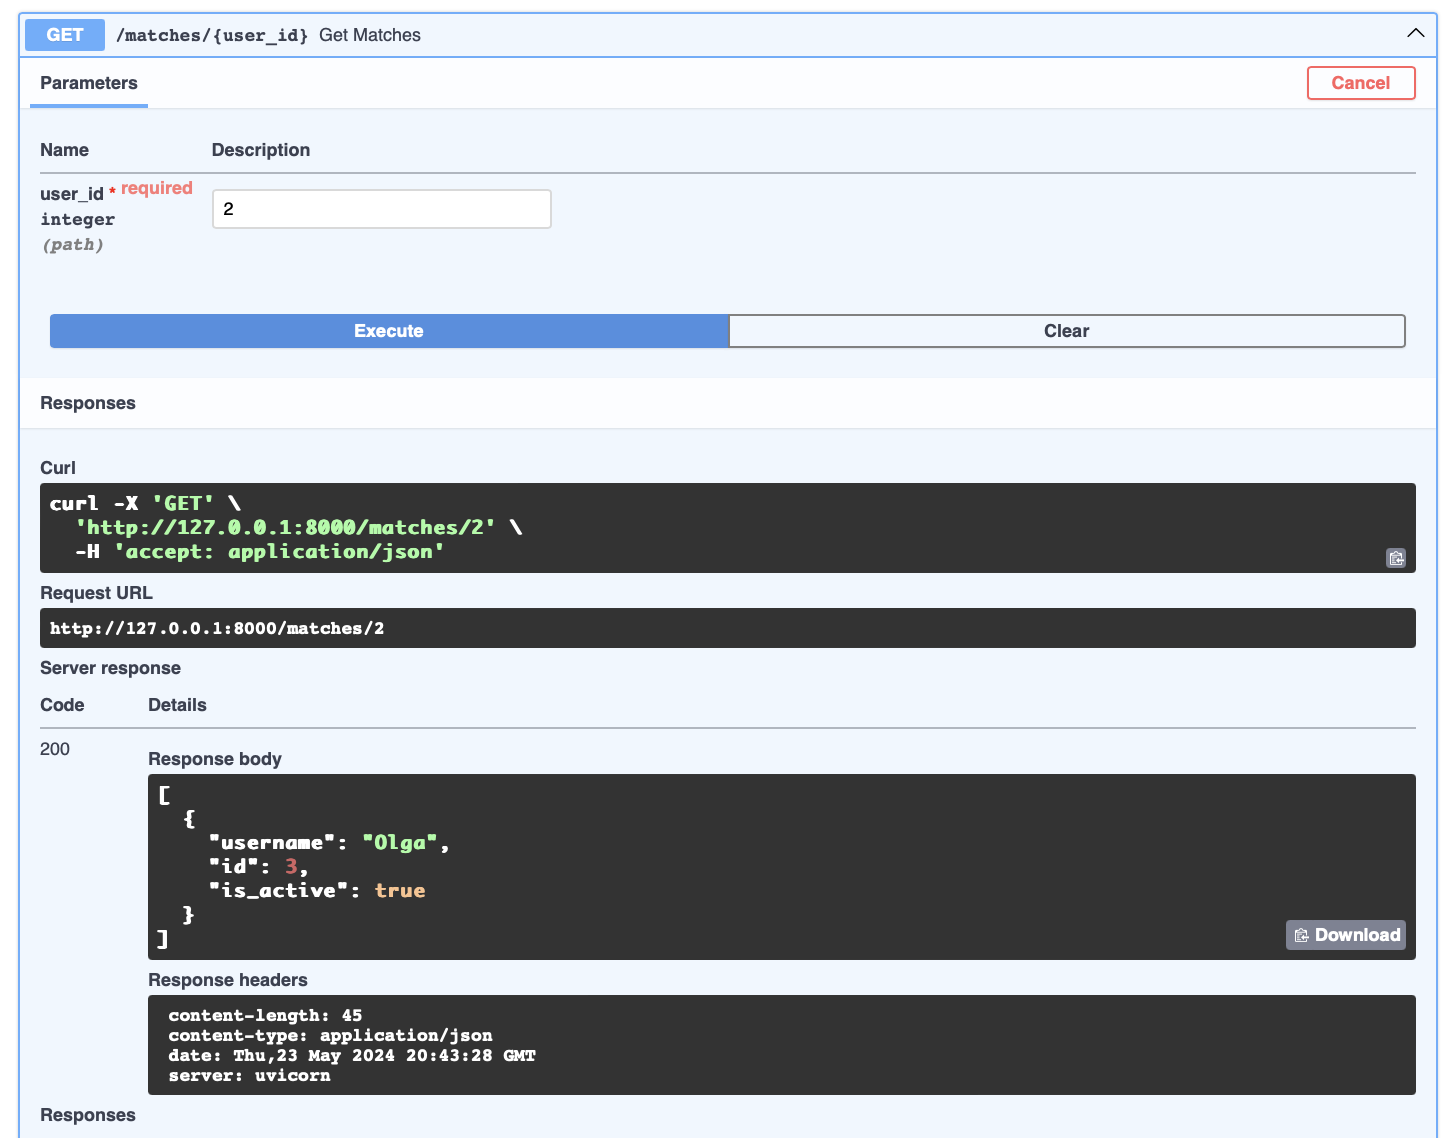 GET /matches/{user_id} Get Matches
Parameters
Cancel
Name Description
user_id * required
integer
(path)
2
Execute Clear
Responses
Curl
curl -X 'GET' \
'http://127.0.0.1:8000/matches/2' \
-H 'accept: application/json'
Request URL
http://127.0.0.1:8000/matches/2
Server response
Code Details
200
Response body
[
{
"username": "Olga",
"id": 3,
"is_active": true
}
]
Download
Response headers
content-length: 45
content-type: application/json
date: Thu,23 May 2024 20:43:28 GMT
server: uvicorn
Responses